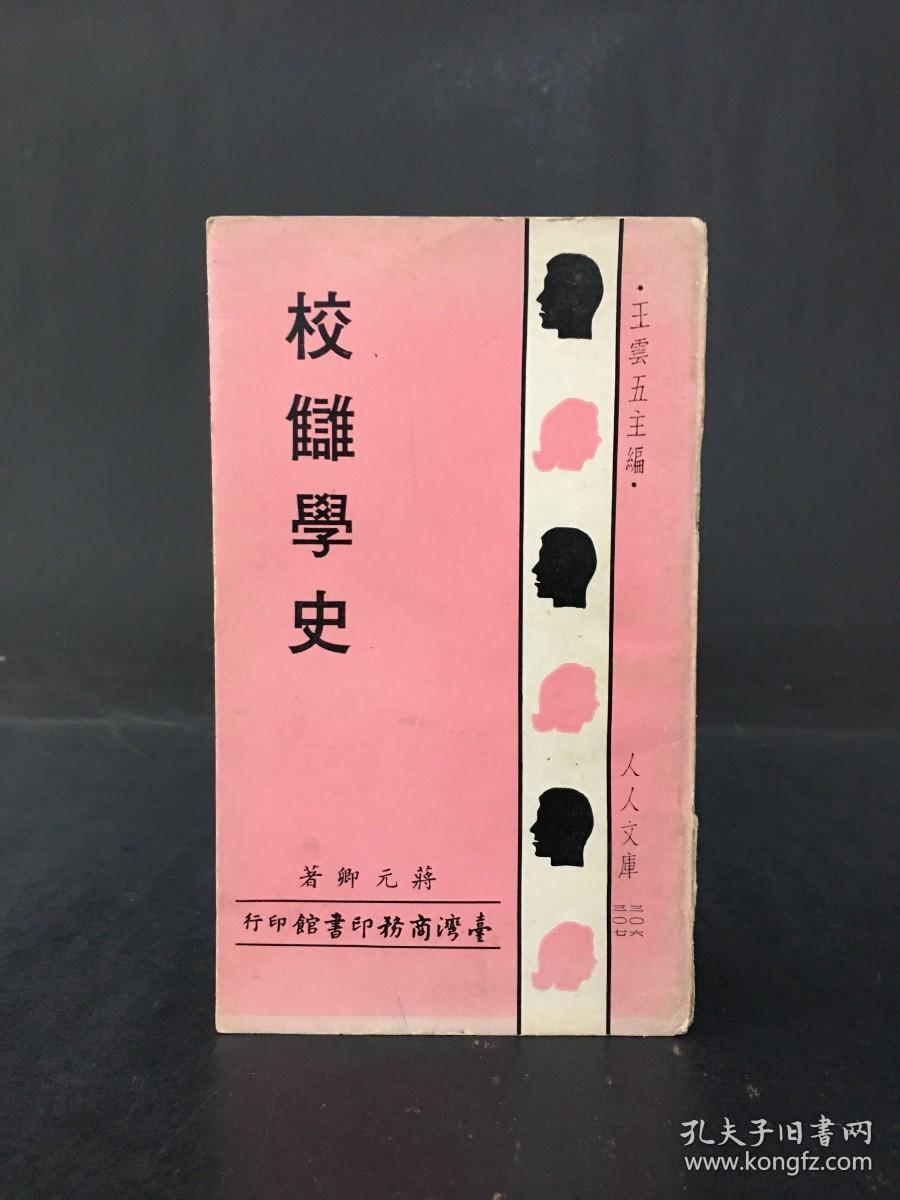 ·王雲五主編·
人人文庫
三〇六
三〇七
校讎學史
蔣元卿著
臺灣商務印書館印行
孔夫子旧书网
www.kongfz.com